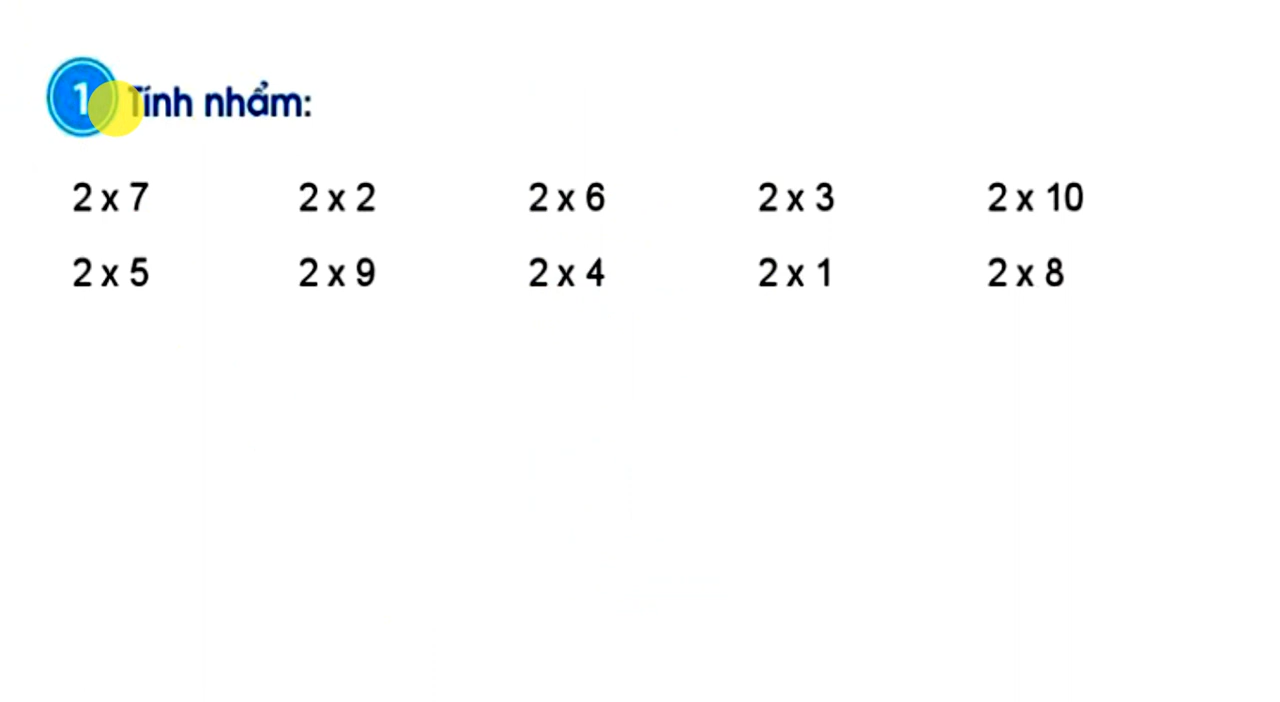 1 Tính nhẩm:
2 x 7 2 x 2 2 x 6 2 x 3 2 x 10
2 x 5 2 x 9 2 x 4 2 x 1 2 x 8